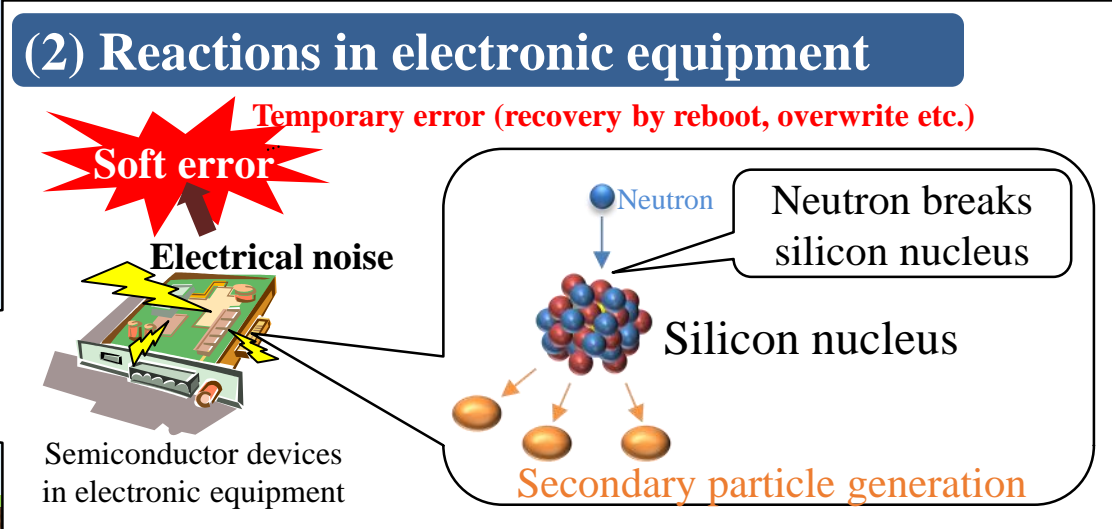 (2) Reactions in electronic equipment
Temporary error (recovery by reboot, overwrite etc.)
Soft error
...
Electrical noise
Neutron
Neutron breaks
silicon nucleus
Silicon nucleus
Semiconductor devices
in electronic equipment
Secondary particle generation